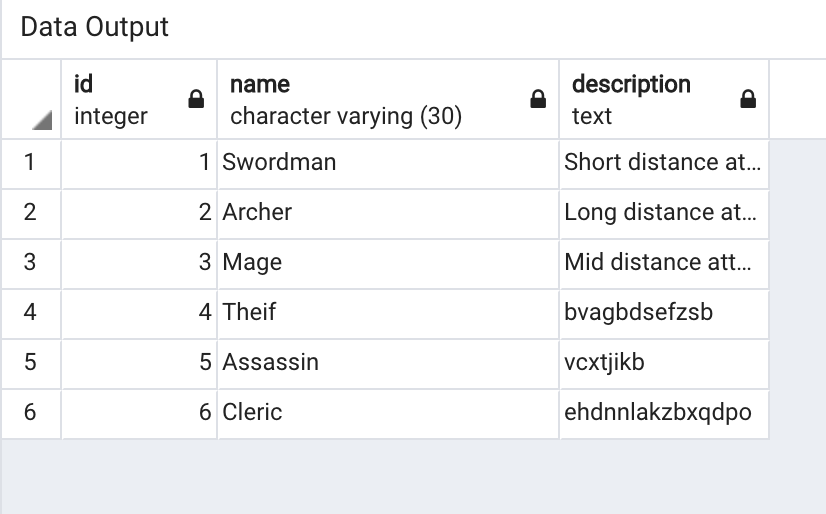 Data Output
id name description
integer character varying (30) text
1 1 Swordman Short distance at...
2 2 Archer Long distance at...
3 3 Mage Mid distance att...
4 4 Theif bvagbdsefzsb
5 5 Assassin vcxtjikb
6 6 Cleric ehdnnlakzbxqdpo